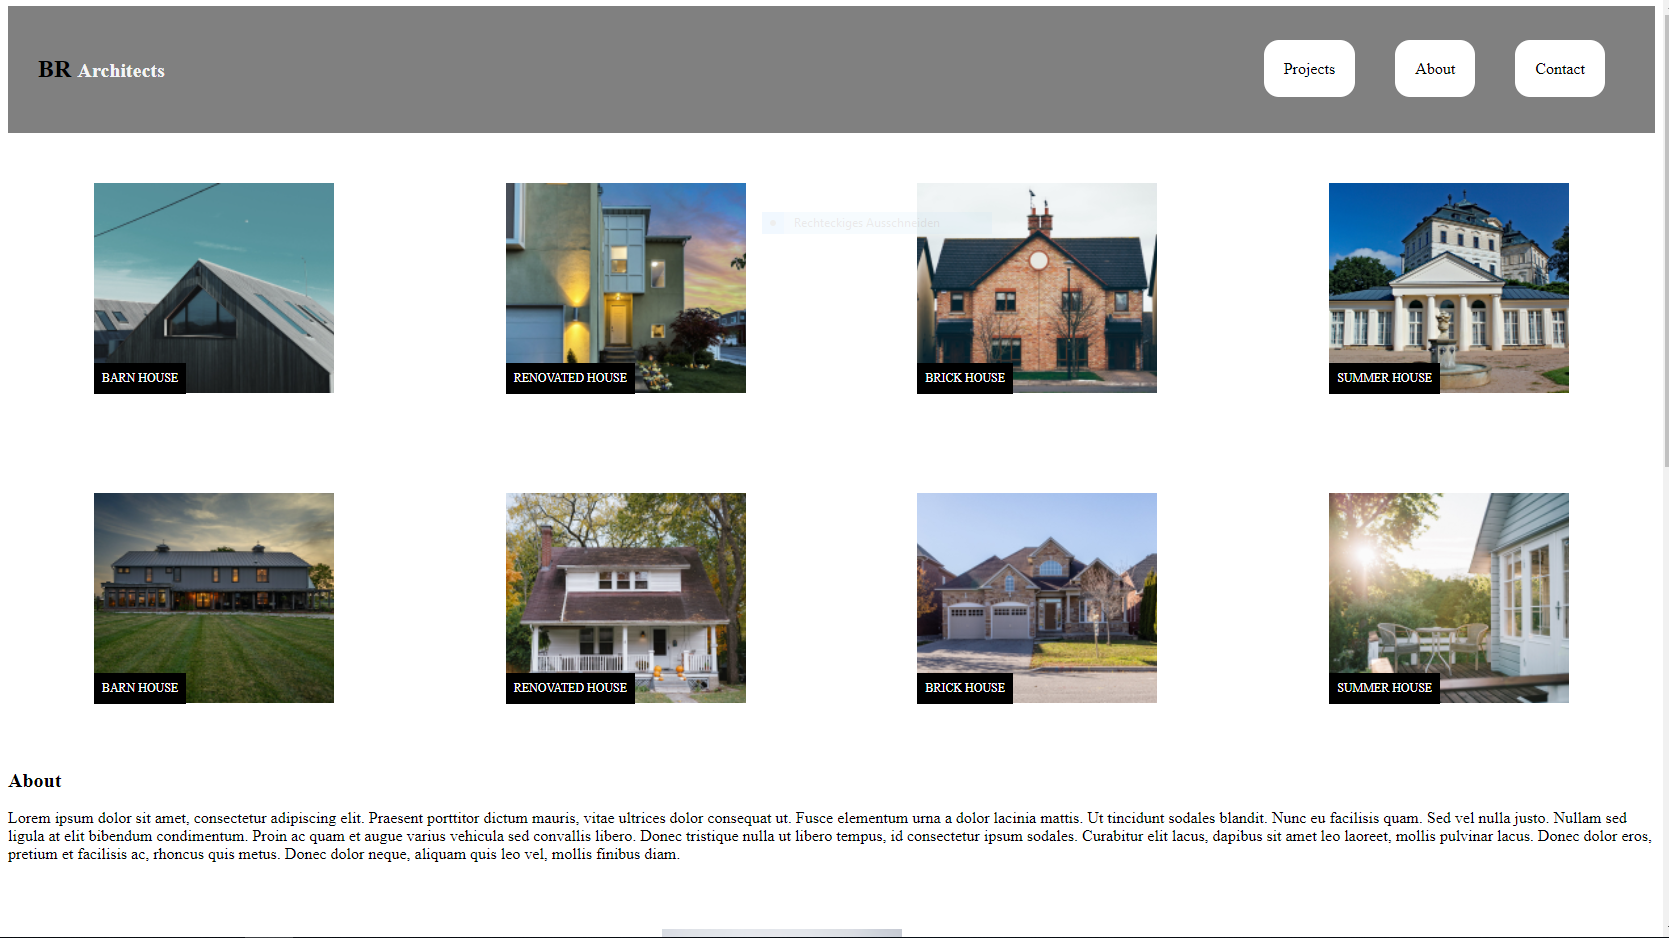 BR Architects
Projects
About
Contact
Rechteckiges Ausschneiden
BARN HOUSE
RENOVATED HOUSE
BRICK HOUSE
SUMMER HOUSE
BARN HOUSE
RENOVATED HOUSE
BRICK HOUSE
SUMMER HOUSE
About
Lorem ipsum dolor sit amet, consectetur adipiscing elit. Praesent porttitor dictum mauris, vitae ultrices dolor consequat ut. Fusce elementum urna a dolor lacinia mattis. Ut tincidunt sodales blandit. Nunc eu facilisis quam. Sed vel nulla justo. Nullam sed
ligula at elit bibendum condimentum. Proin ac quam et augue varius vehicula sed convallis libero. Donec tristique nulla ut libero tempus, id consectetur ipsum sodales. Curabitur elit lacus, dapibus sit amet leo laoreet, mollis pulvinar lacus. Donec dolor eros,
pretium et facilisis ac, rhoncus quis metus. Donec dolor neque, aliquam quis leo vel, mollis finibus diam.